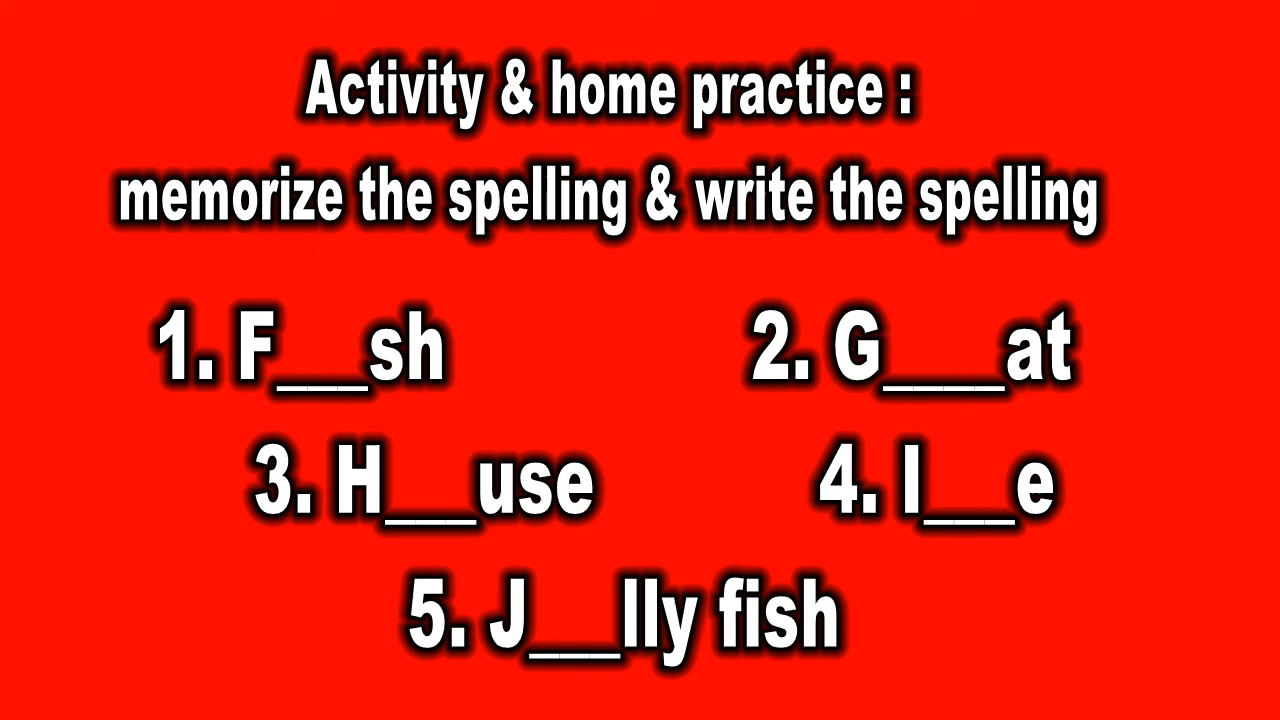 Activity & home practice :
memorize the spelling & write the spelling
1. F___sh 2. G____at
3. H___use 4. I___e
5. J___lly fish